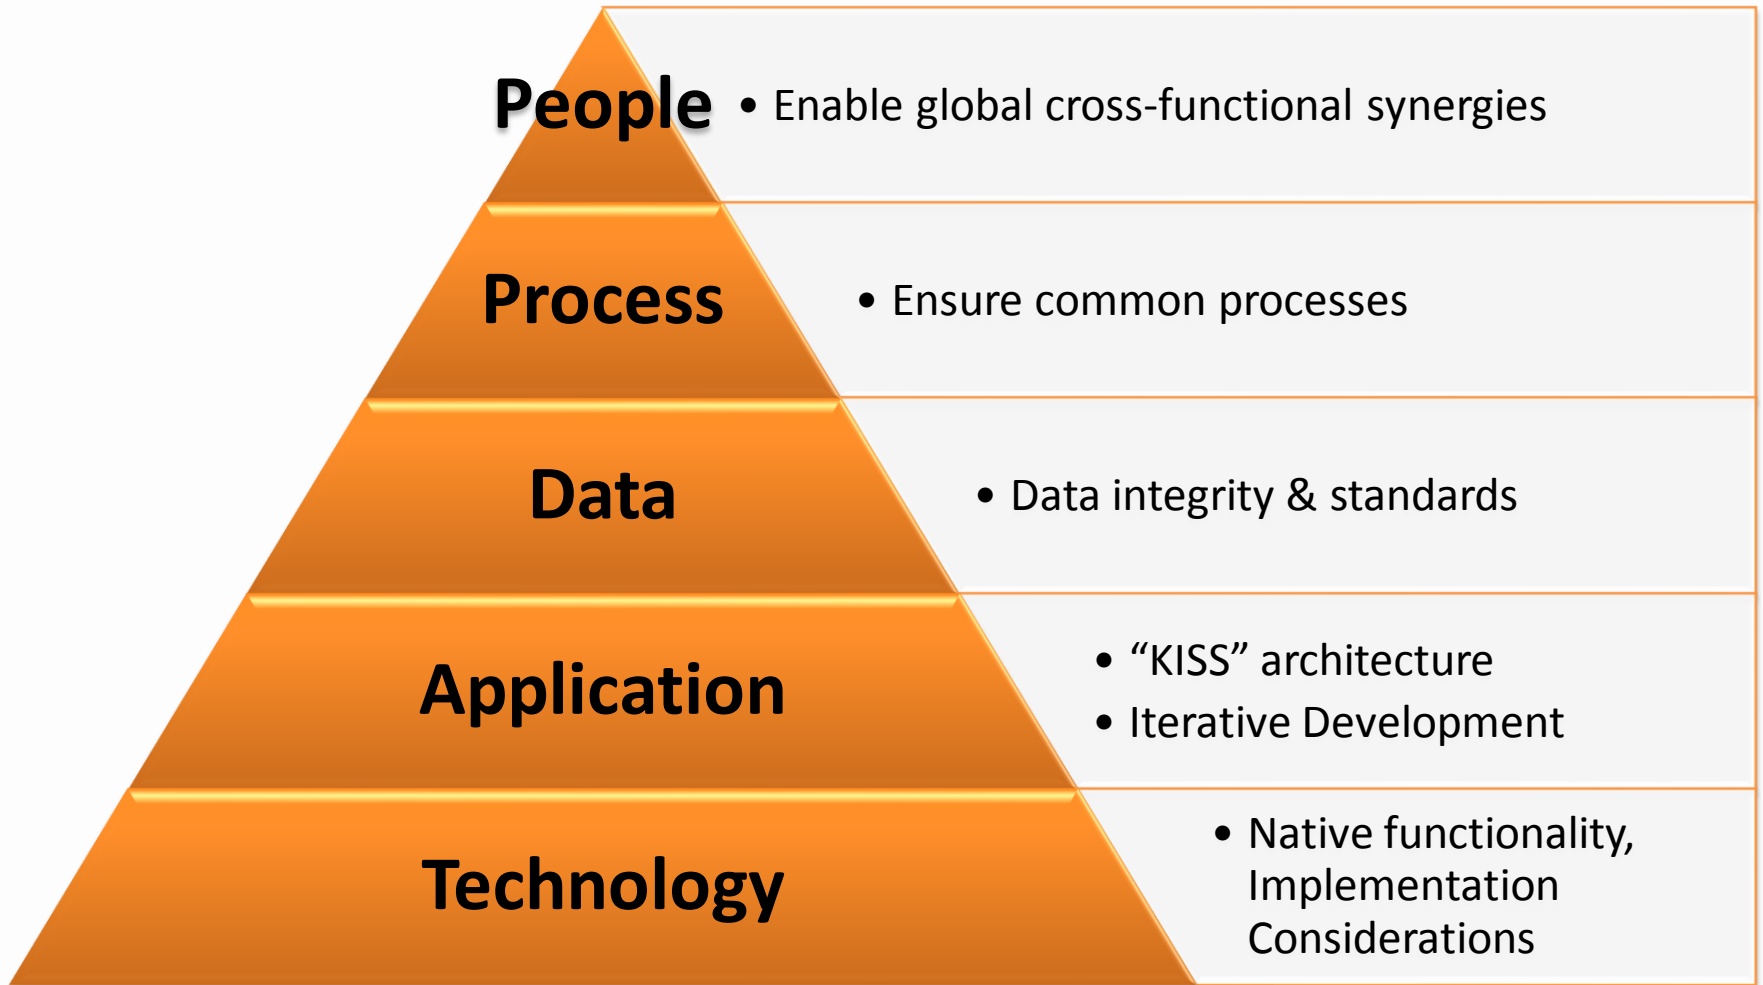 People
• Enable global cross-functional synergies
Process
• Ensure common processes
Data
• Data integrity & standards
Application
• “KISS” architecture
• Iterative Development
Technology
• Native functionality,
Implementation
Considerations